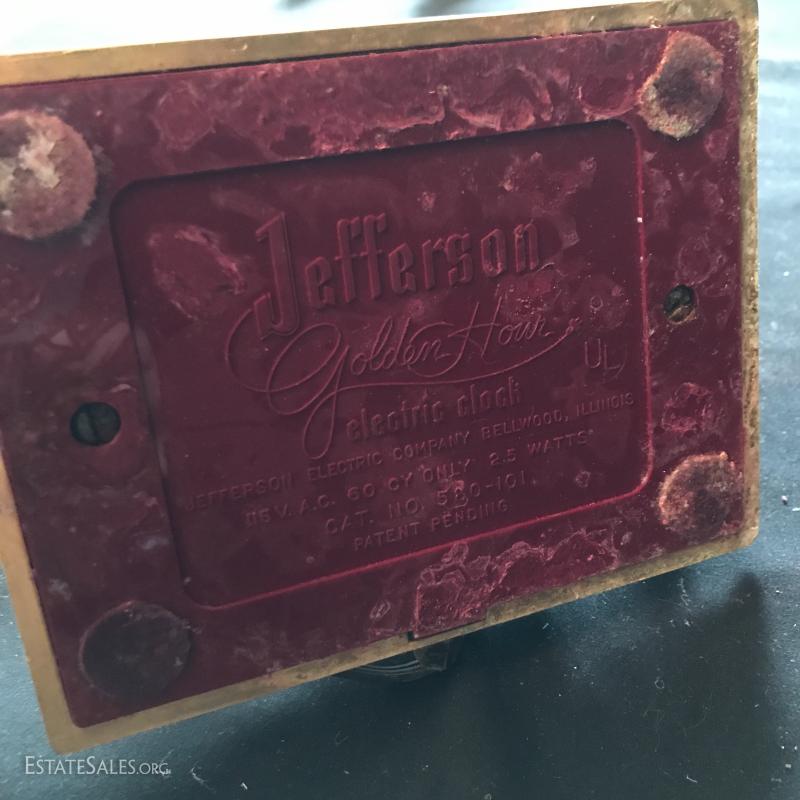 Jefferson
Golden Hour
UL
electric clock
JEFFERSON ELECTRIC COMPANY BELLWOOD, ILLINOIS
115 V. A.C. 60 CY ONLY 2.5 WATTS
CAT. NO. 580-101
PATENT PENDING
ESTATESALES.ORG